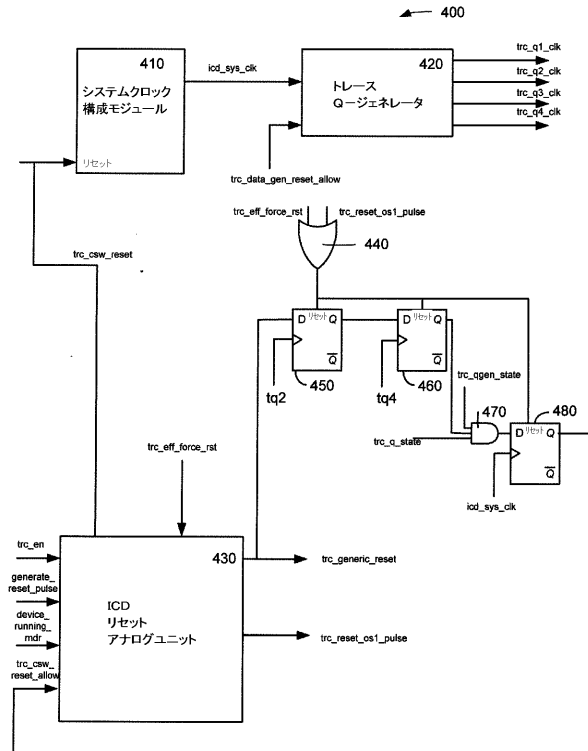 400
410
システムクロック
構成モジュール
リセット
icd_sys_clk
420
トレース
Q－ジェネレータ
trc_q1_clk
trc_q2_clk
trc_q3_clk
trc_q4_clk
trc_data_gen_reset_allow
trc_eff_force_rst
trc_reset_os1_pulse
440
trc_csw_reset
D リセット Q
Q
450
tq2
D リセット Q
Q
460
tq4
trc_qgen_state
470
trc_q_state
480
D リセット Q
Q
icd_sys_clk
trc_eff_force_rst
trc_en
generate_
reset_pulse
device_
running_
mdr
trc_csw_
reset_allow
430
ICD
リセット
アナログユニット
trc_generic_reset
trc_reset_os1_pulse